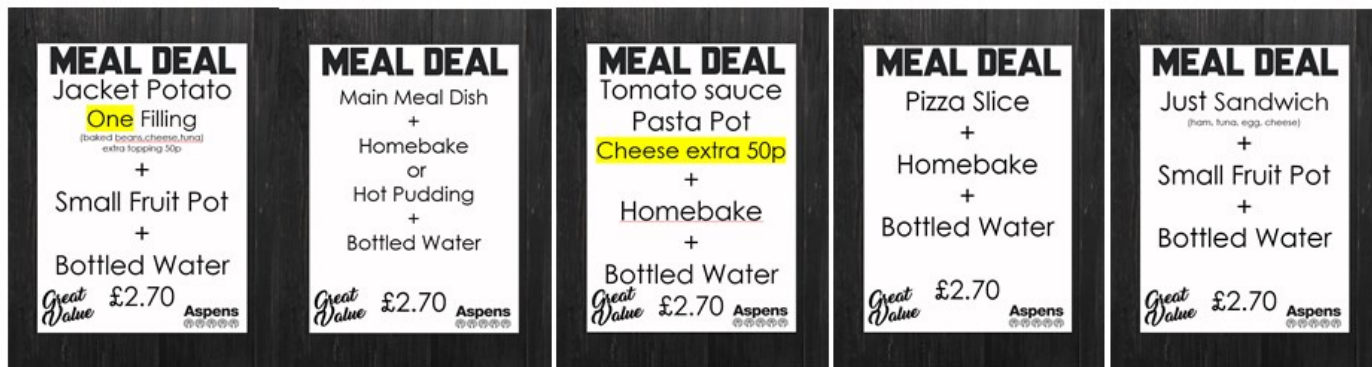 MEAL DEAL
Jacket Potato
One Filling
(baked beans,cheese,tuna)
extra topping 50p
+
Small Fruit Pot
+
Bottled Water
Great Value
£2.70
Aspens
MEAL DEAL
Main Meal Dish
+
Homebake
or
Hot Pudding
+
Bottled Water
Great Value
£2.70
Aspens
MEAL DEAL
Tomato sauce
Pasta Pot
Cheese extra 50p
+
Homebake
+
Bottled Water
Great Value
£2.70
Aspens
MEAL DEAL
Pizza Slice
+
Homebake
+
Bottled Water
Great Value
£2.70
Aspens
MEAL DEAL
Just Sandwich
(ham, tuna, egg, cheese)
+
Small Fruit Pot
+
Bottled Water
Great Value
£2.70
Aspens